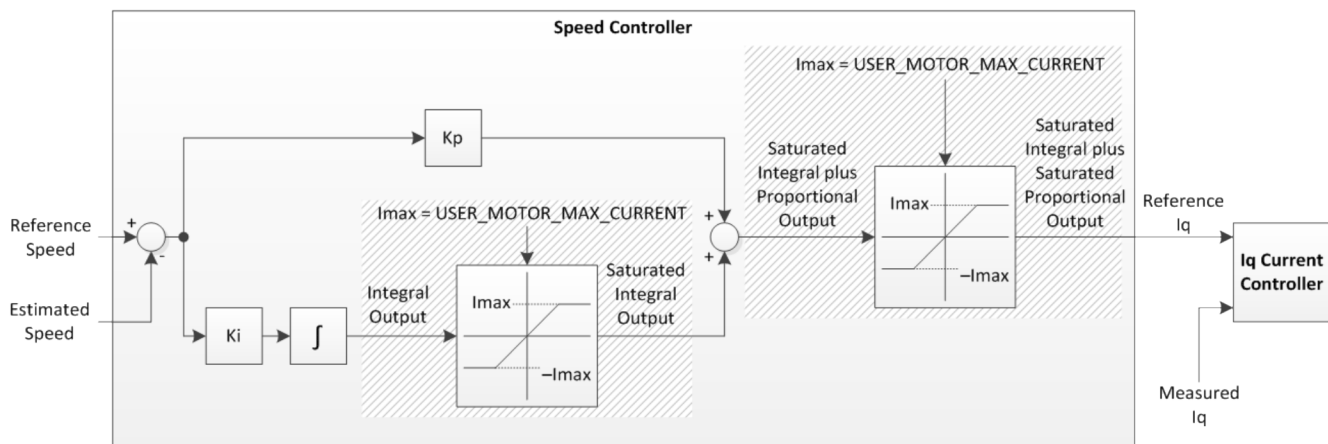 Speed Controller
Imax = USER_MOTOR_MAX_CURRENT
Kp
Saturated
Integral plus
Proportional
Output
Imax
–Imax
Saturated
Integral plus
Saturated
Proportional
Output
Reference
Iq
Imax = USER_MOTOR_MAX_CURRENT
Reference
Speed
+
-
Estimated
Speed
Ki
∫
Integral
Output
Imax
–Imax
Saturated
Integral
Output
+
+
Iq Current
Controller
Measured
Iq